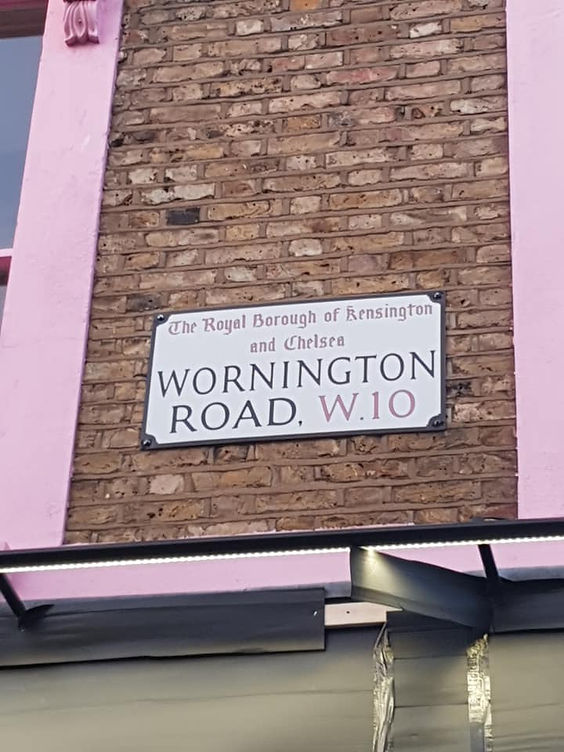 The Royal Borough of Kensington
and Chelsea
WORNINGTON
ROAD, W.10